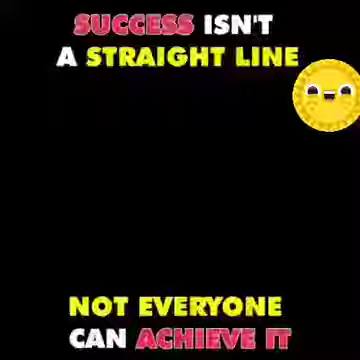 SUCCESS ISN'T
A STRAIGHT LINE
NOT EVERYONE
CAN ACHIEVE IT